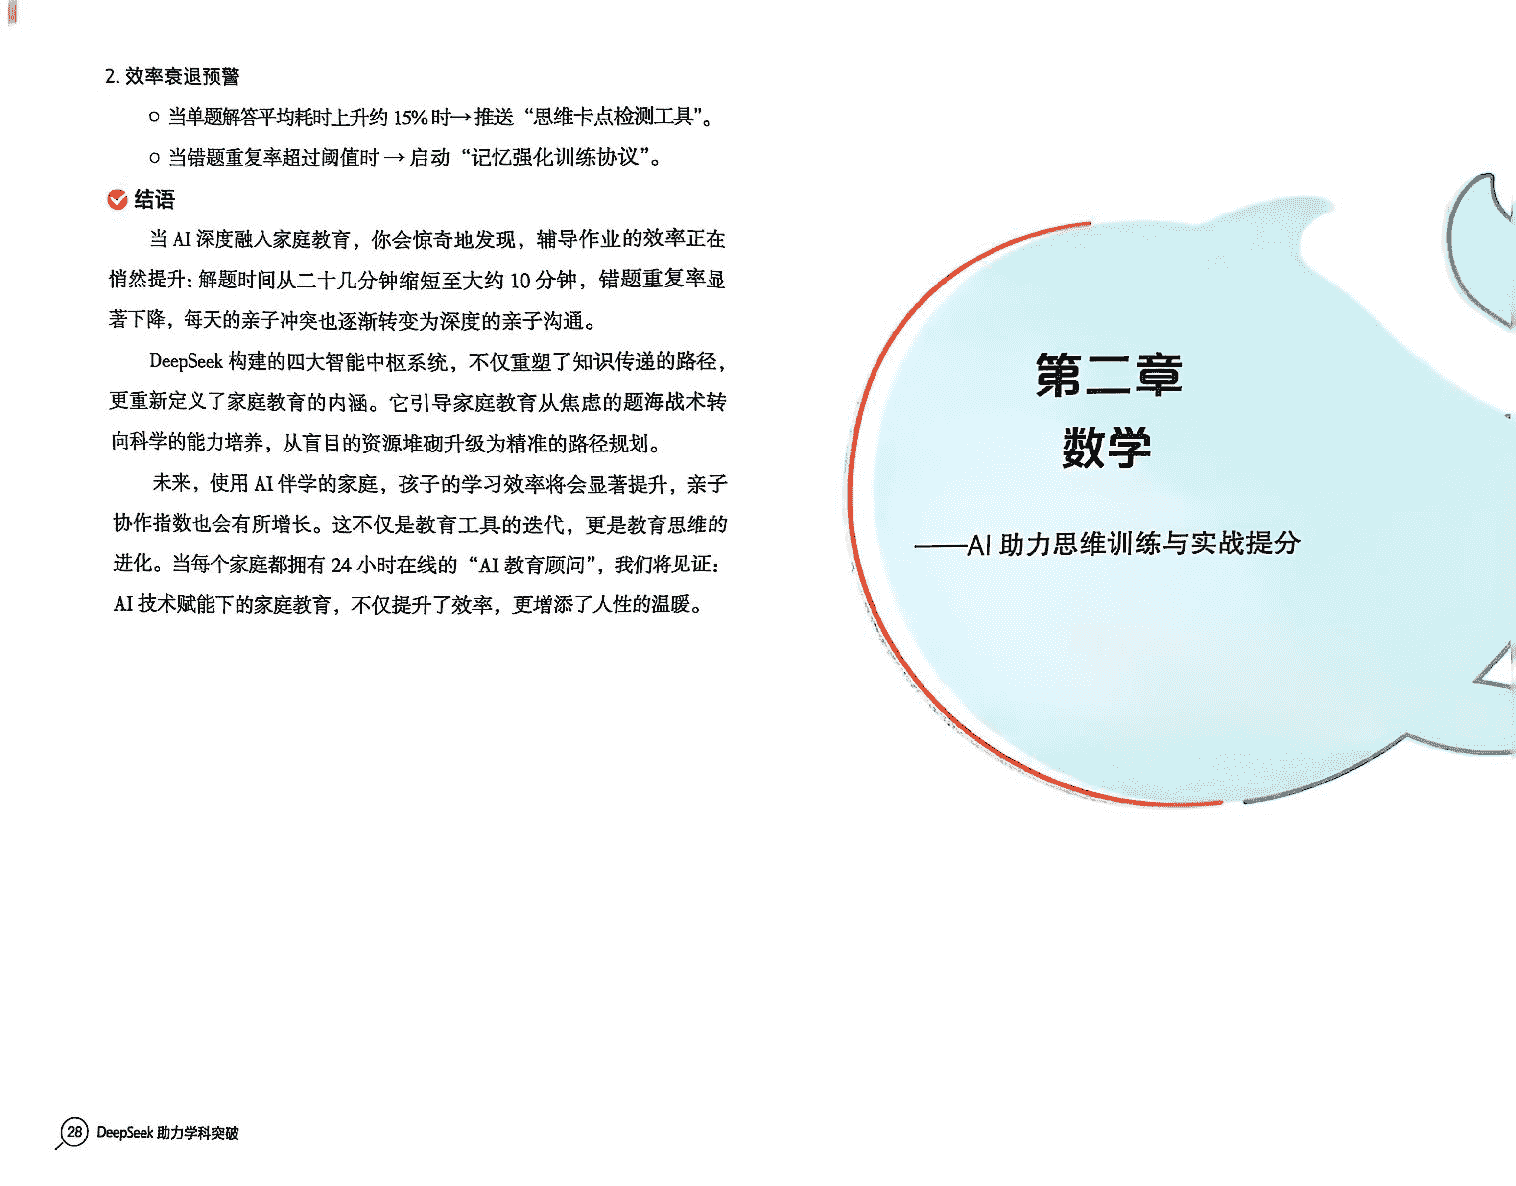 2. 效率衰退预警
○ 当单题解答平均耗时上升约 15% 时→推送“思维卡点检测工具”。
○ 当错题重复率超过阈值时→启动“记忆强化训练协议”。
结语
当 AI 深度融入家庭教育，你会惊奇地发现，辅导作业的效率正在
悄然提升：解题时间从二十几分钟缩短至大约 10 分钟，错题重复率显
著下降，每天的亲子冲突也逐渐转变为深度的亲子沟通。
DeepSeek 构建的四大智能中枢系统，不仅重塑了知识传递的路径，
更重新定义了家庭教育的内涵。它引导家庭教育从焦虑的题海战术转
向科学的能力培养，从盲目的资源堆砌升级为精准的路径规划。
未来，使用 AI 伴学的家庭，孩子的学习效率将会显著提升，亲子
协作指数也会有所增长。这不仅是教育工具的迭代，更是教育思维的
进化。当每个家庭都拥有 24 小时在线的“AI 教育顾问”，我们将见证：
AI 技术赋能下的家庭教育，不仅提升了效率，更增添了人性的温暖。
28 DeepSeek 助力学科突破
第二章
数学
——AI 助力思维训练与实战提分